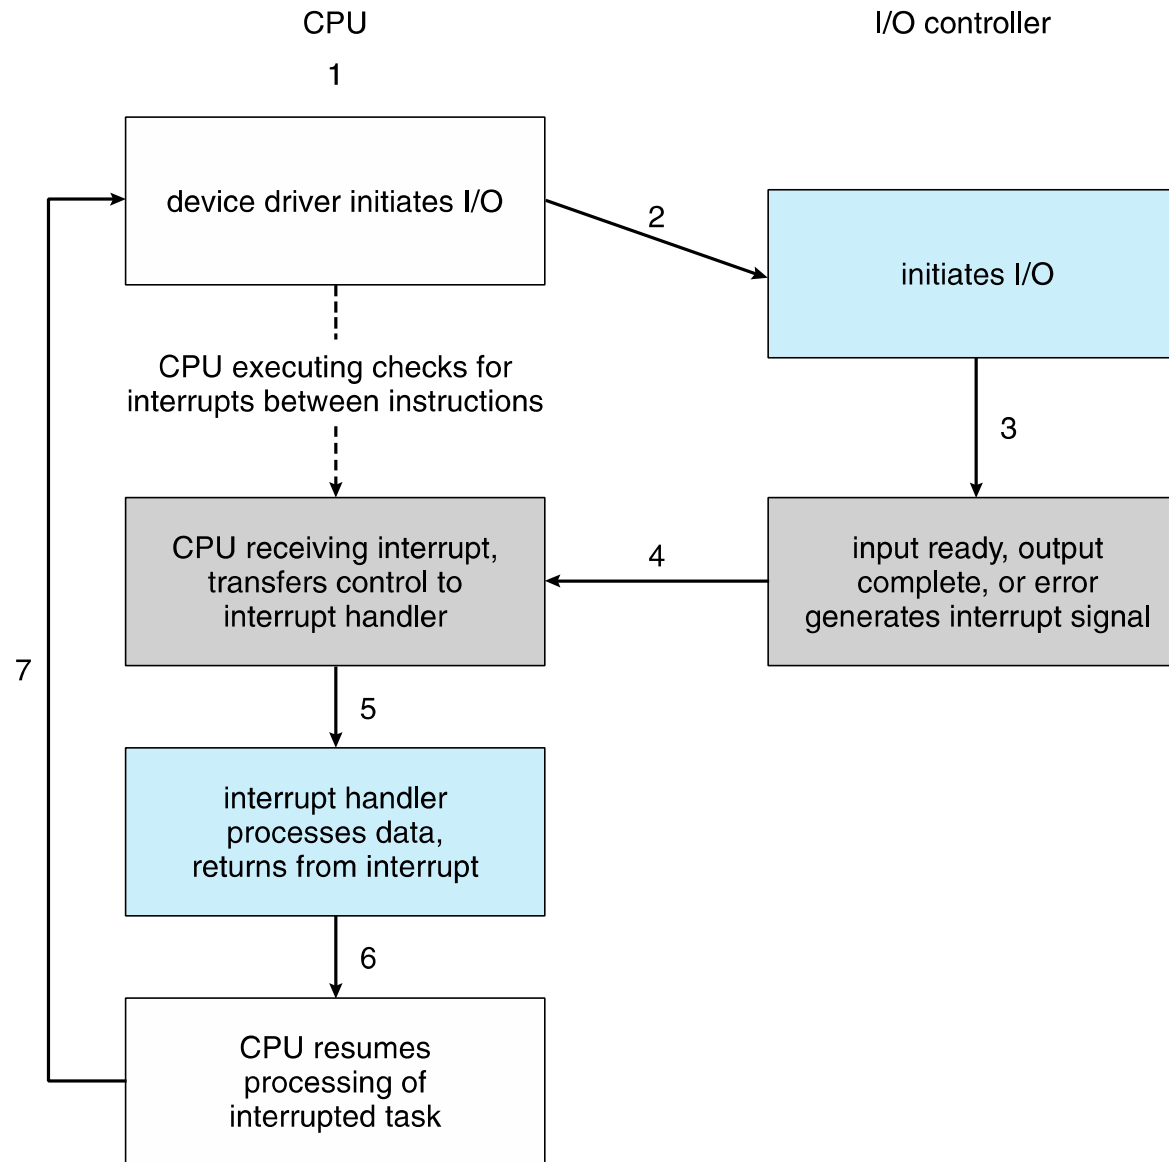 CPU
I/O controller
1
device driver initiates I/O
2
initiates I/O
CPU executing checks for
interrupts between instructions
3
CPU receiving interrupt,
transfers control to
interrupt handler
4
input ready, output
complete, or error
generates interrupt signal
7
5
interrupt handler
processes data,
returns from interrupt
6
CPU resumes
processing of
interrupted task